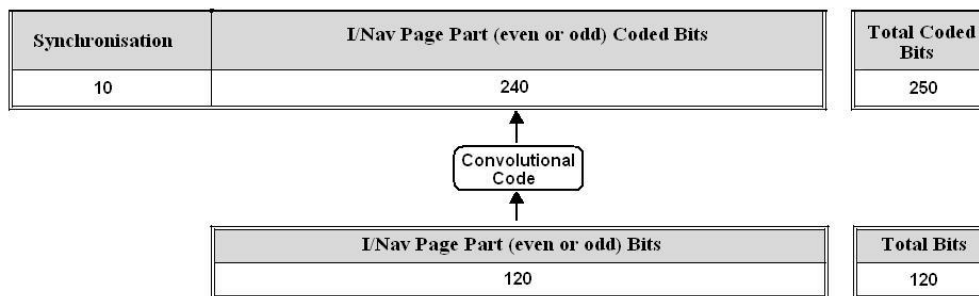 Synchronisation
I/Nav Page Part (even or odd) Coded Bits
Total Coded
Bits
10
240
250
Convolutional
Code
I/Nav Page Part (even or odd) Bits
Total Bits
120
120